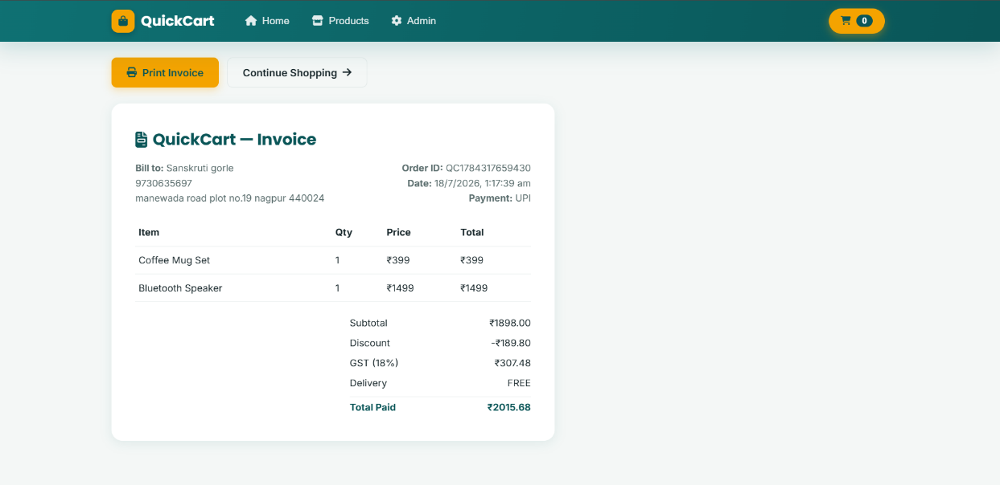 QuickCart Home Products Admin 0
Print Invoice Continue Shopping →
QuickCart — Invoice
Bill to: Sanskruti gorle
9730635697
manewada road plot no.19 nagpur 440024
Order ID: QC1784317659430
Date: 18/7/2026, 1:17:39 am
Payment: UPI
Item Qty Price Total
Coffee Mug Set 1 ₹399 ₹399
Bluetooth Speaker 1 ₹1499 ₹1499
Subtotal ₹1898.00
Discount -₹189.80
GST (18%) ₹307.48
Delivery FREE
Total Paid ₹2015.68